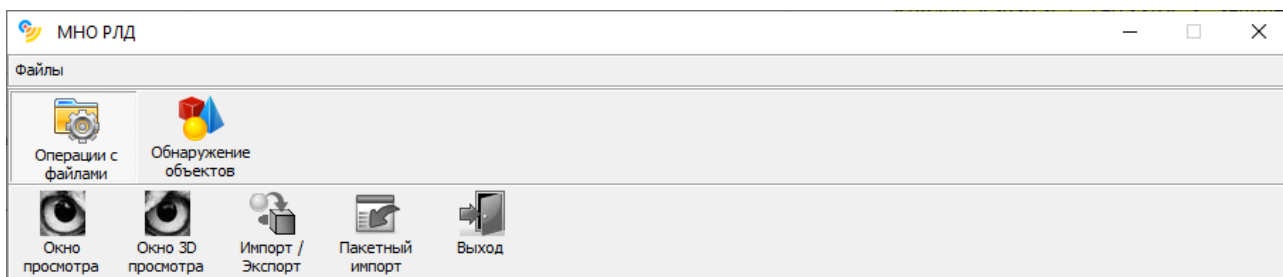 МНО РЛД
Файлы
Операции с
файлами
Обнаружение
объектов
Окно
просмотра
Окно 3D
просмотра
Импорт /
Экспорт
Пакетный
импорт
Выход